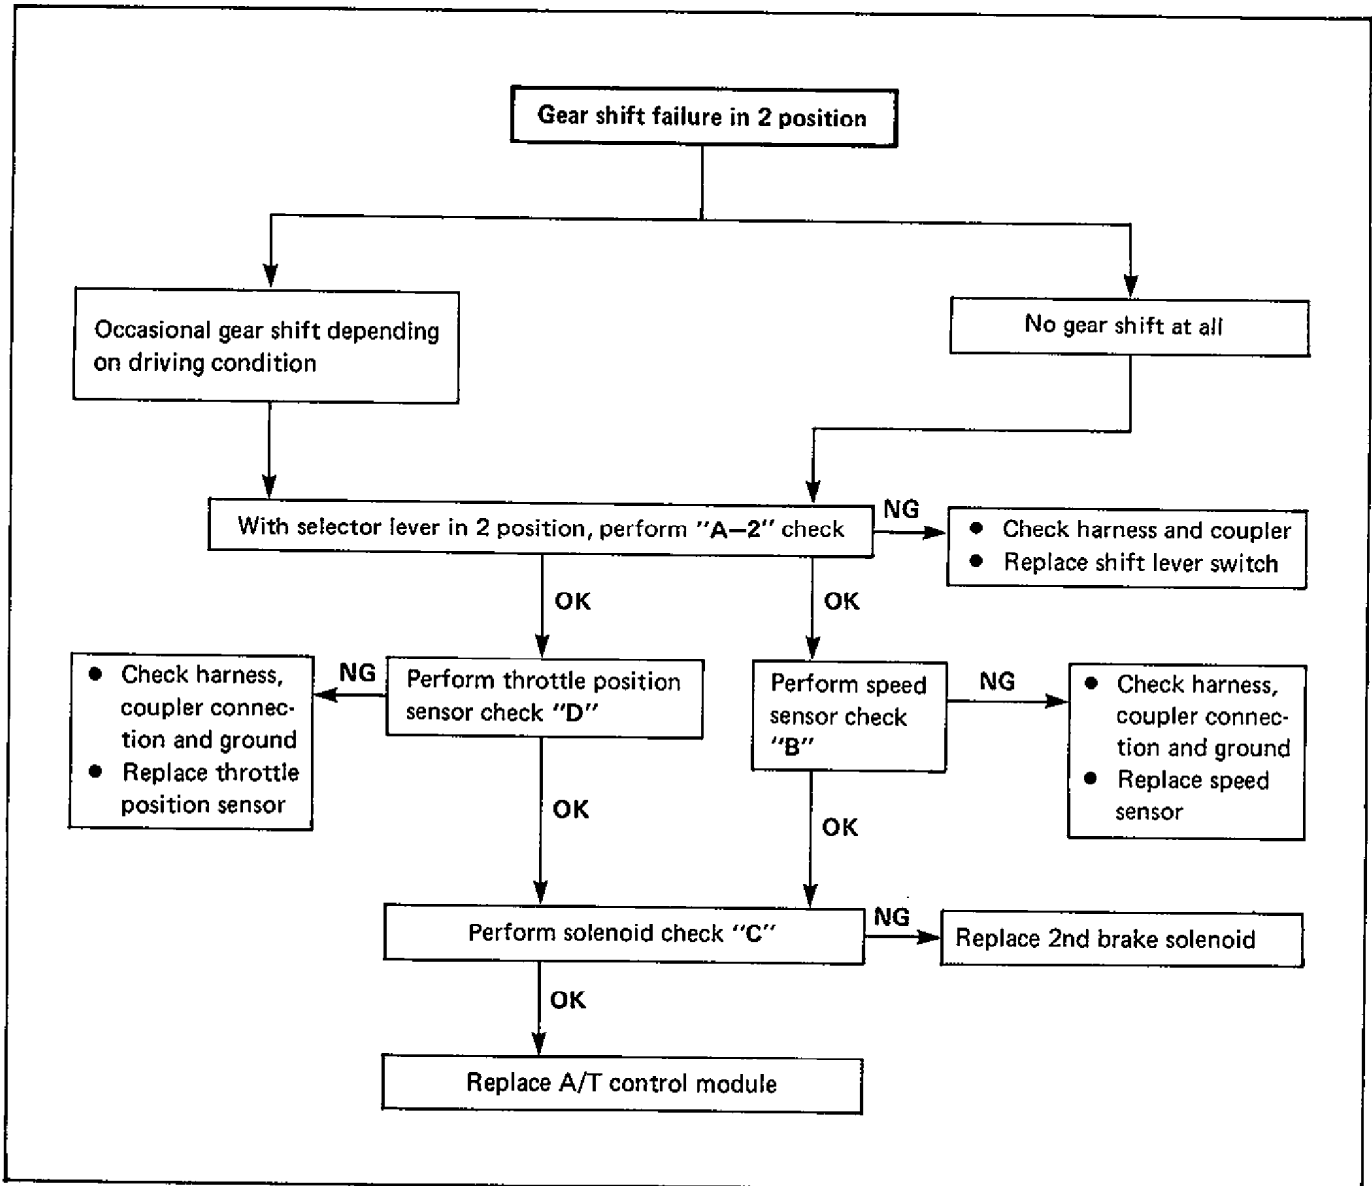 Gear shift failure in 2 position
Occasional gear shift depending
on driving condition
No gear shift at all
With selector lever in 2 position, perform "A–2" check
NG
● Check harness and coupler
● Replace shift lever switch
OK
OK
● Check harness,
coupler connec-
tion and ground
● Replace throttle
position sensor
NG
Perform throttle position
sensor check "D"
Perform speed
sensor check
"B"
NG
● Check harness,
coupler connec-
tion and ground
● Replace speed
sensor
OK
OK
Perform solenoid check "C"
NG
Replace 2nd brake solenoid
OK
Replace A/T control module